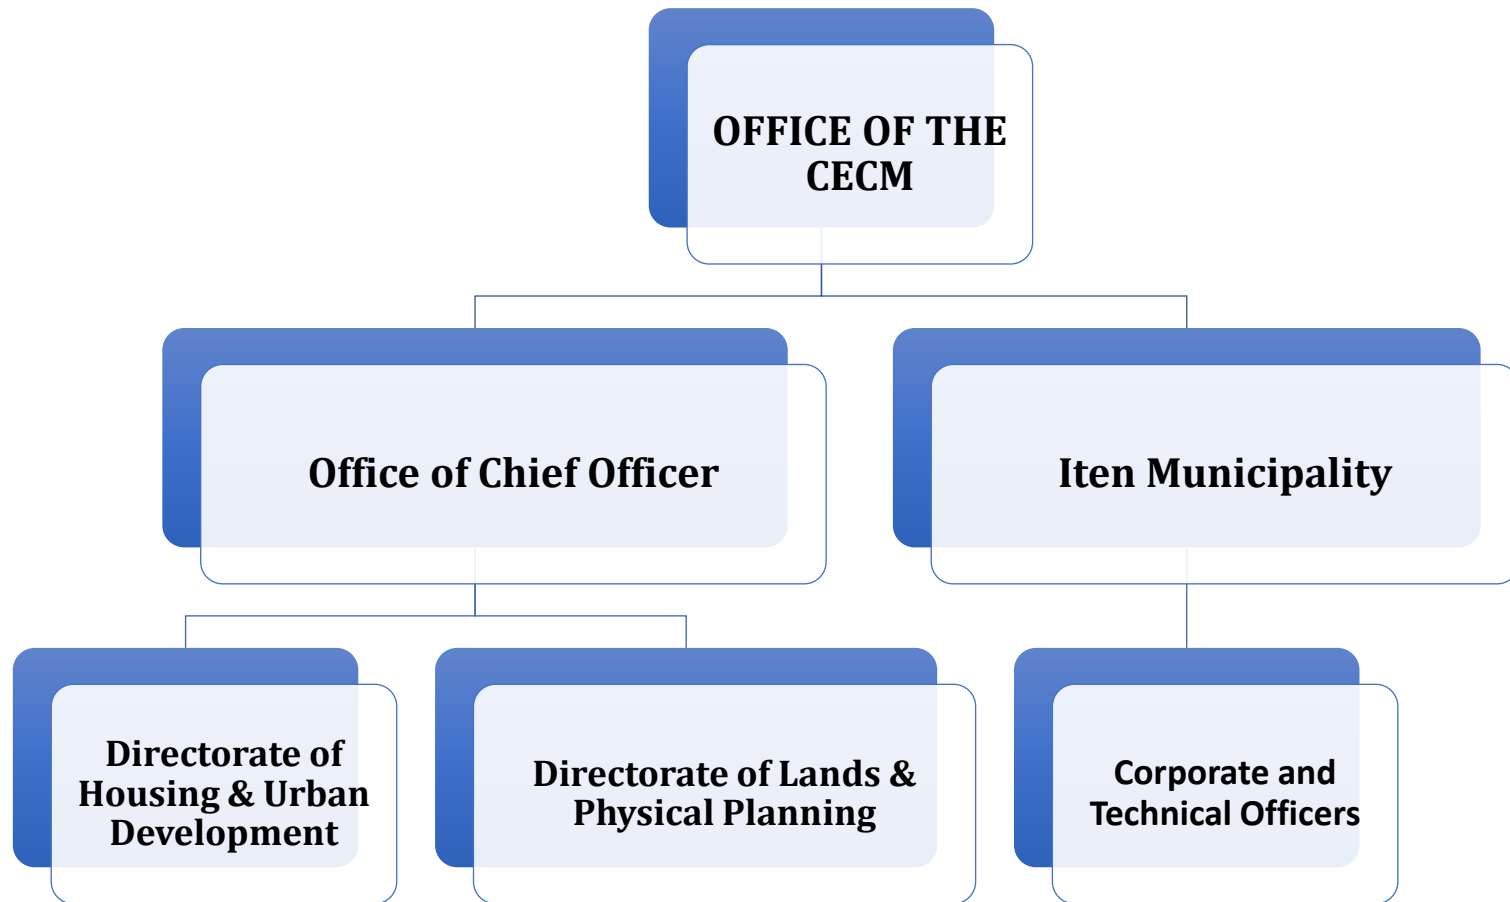 OFFICE OF THE
CECM
Office of Chief Officer
Iten Municipality
Directorate of
Housing & Urban
Development
Directorate of Lands &
Physical Planning
Corporate and
Technical Officers